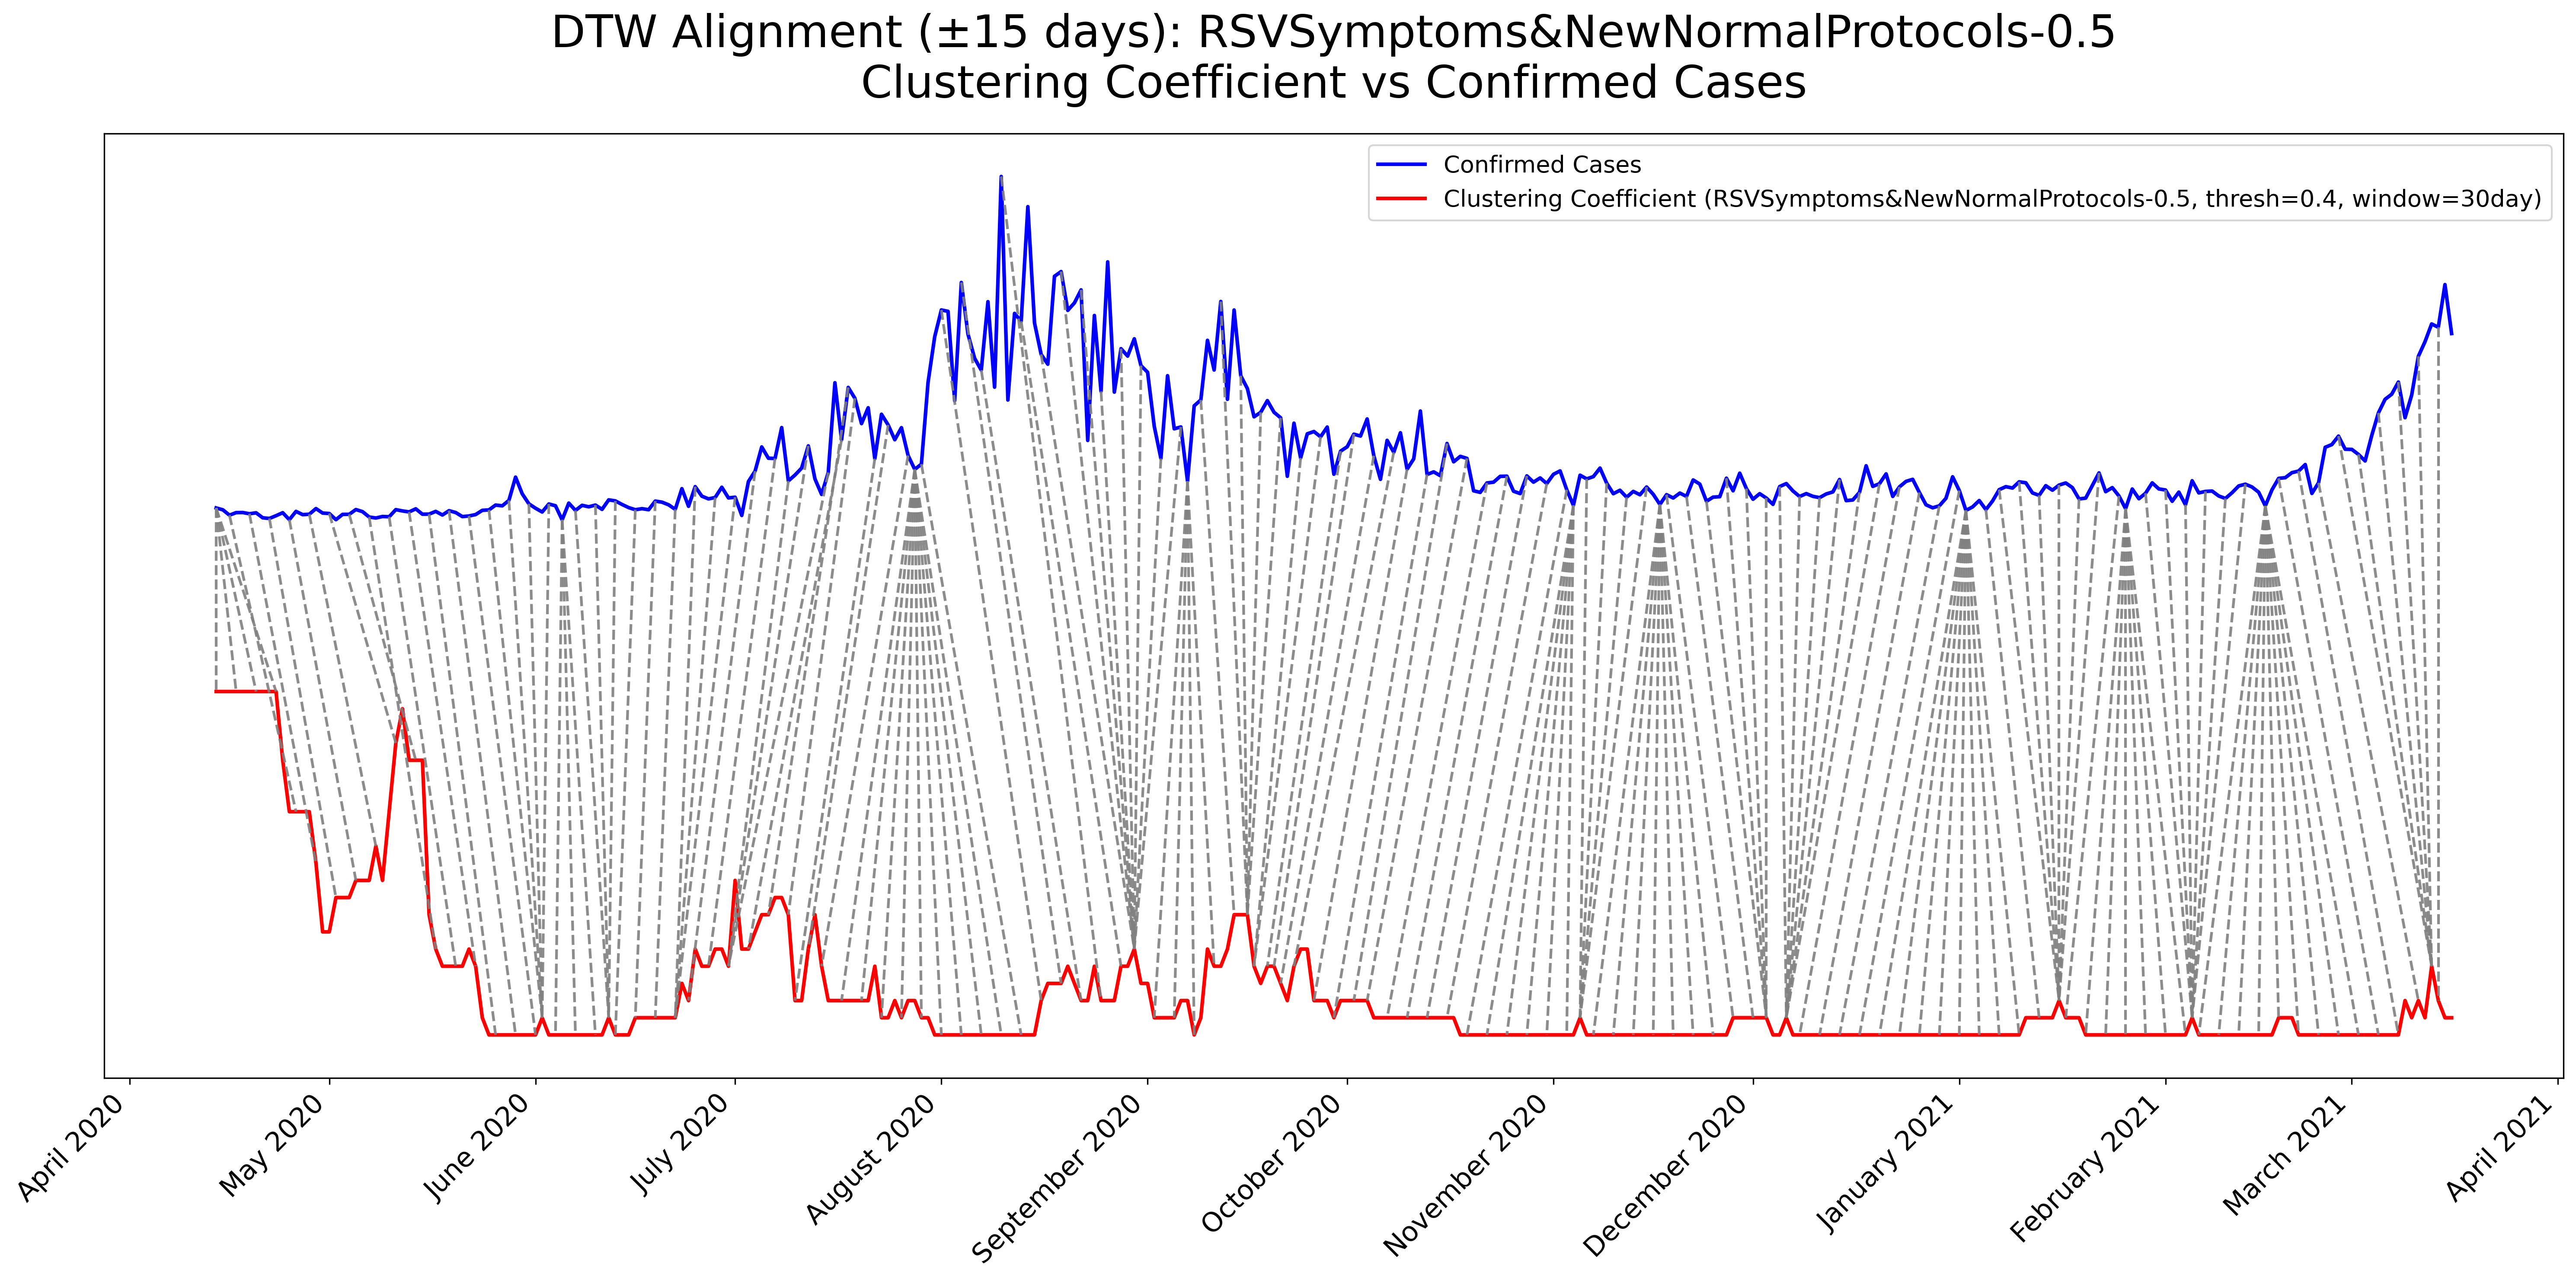 DTW Alignment (±15 days): RSVSymptoms&NewNormalProtocols-0.5
Clustering Coefficient vs Confirmed Cases
Confirmed Cases
Clustering Coefficient (RSVSymptoms&NewNormalProtocols-0.5, thresh=0.4, window=30day)
April 2020
May 2020
June 2020
July 2020
August 2020
September 2020
October 2020
November 2020
December 2020
January 2021
February 2021
March 2021
April 2021